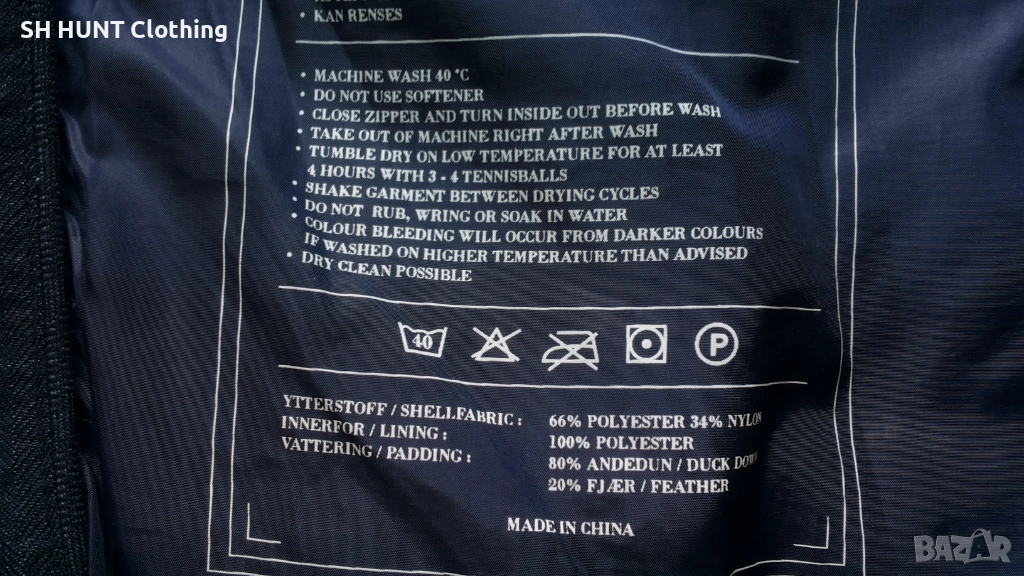 SH HUNT Clothing
• KAN RENSES
• MACHINE WASH 40 °C
• DO NOT USE SOFTENER
• CLOSE ZIPPER AND TURN INSIDE OUT BEFORE WASH
• TAKE OUT OF MACHINE RIGHT AFTER WASH
• TUMBLE DRY ON LOW TEMPERATURE FOR AT LEAST
4 HOURS WITH 3 - 4 TENNISBALLS
• SHAKE GARMENT BETWEEN DRYING CYCLES
• DO NOT RUB, WRING OR SOAK IN WATER
• COLOUR BLEEDING WILL OCCUR FROM DARKER COLOURS
IF WASHED ON HIGHER TEMPERATURE THAN ADVISED
• DRY CLEAN POSSIBLE
40 P
YTTERSTOFF / SHELLFABRIC : 66% POLYESTER 34% NYLON
INNERFOR / LINING : 100% POLYESTER
VATTERING / PADDING : 80% ANDEDUN / DUCK DOWN
20% FJÆR / FEATHER
MADE IN CHINA
BAZAR